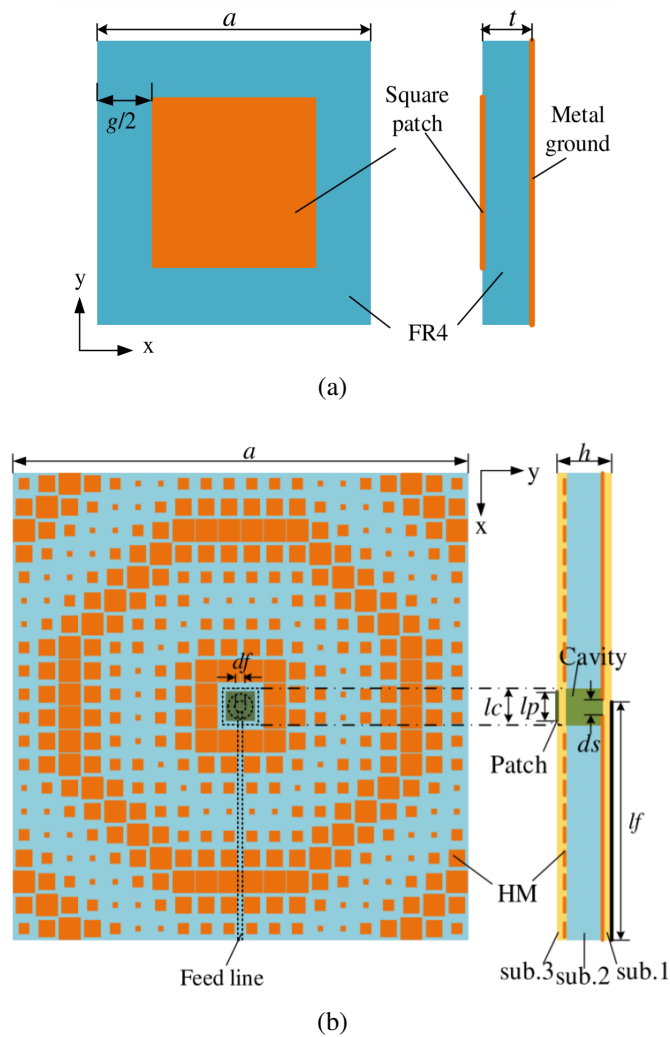 a
t
g/2
Square
patch
Metal
ground
y
x
FR4
(a)
a
h
y
x
df
Cavity
lc
lp
ds
Patch
lf
HM
Feed line
sub.3
sub.2
sub.1
(b)